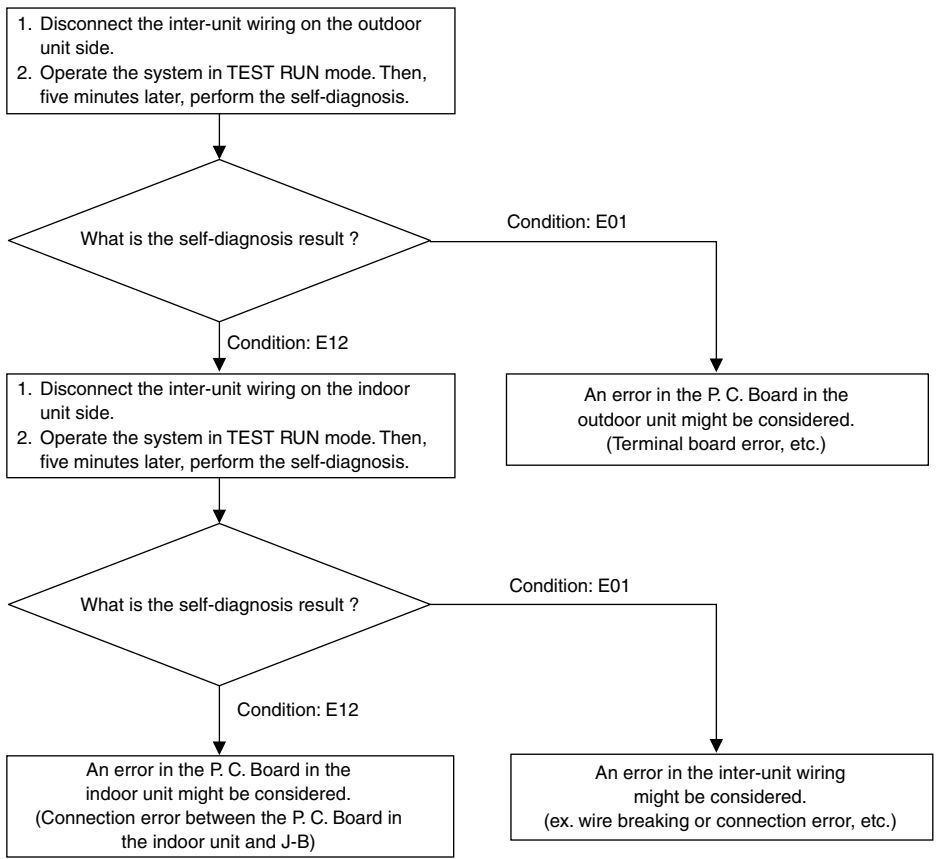 1. Disconnect the inter-unit wiring on the outdoor
unit side.
2. Operate the system in TEST RUN mode. Then,
five minutes later, perform the self-diagnosis.
What is the self-diagnosis result ?
Condition: E01
Condition: E12
1. Disconnect the inter-unit wiring on the indoor
unit side.
2. Operate the system in TEST RUN mode. Then,
five minutes later, perform the self-diagnosis.
An error in the P. C. Board in the
outdoor unit might be considered.
(Terminal board error, etc.)
What is the self-diagnosis result ?
Condition: E01
Condition: E12
An error in the P. C. Board in the
indoor unit might be considered.
(Connection error between the P. C. Board in
the indoor unit and J-B)
An error in the inter-unit wiring
might be considered.
(ex. wire breaking or connection error, etc.)